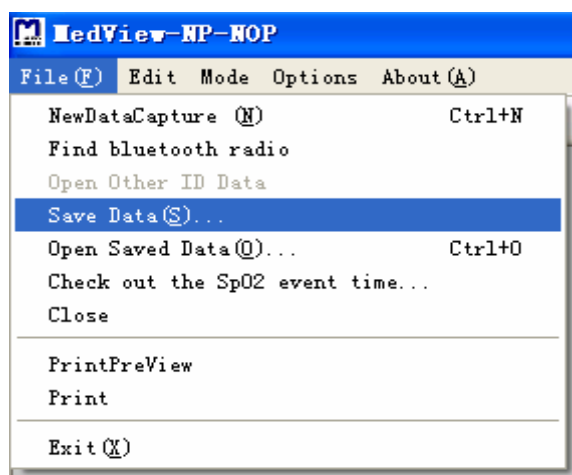 MedView-NP-NOP
File(F) Edit Mode Options About(A)
NewDataCapture (N) Ctrl+N
Find bluetooth radio
Open Other ID Data
Save Data(S)...
Open Saved Data(O)... Ctrl+O
Check out the SpO2 event time...
Close
PrintPreView
Print
Exit(X)